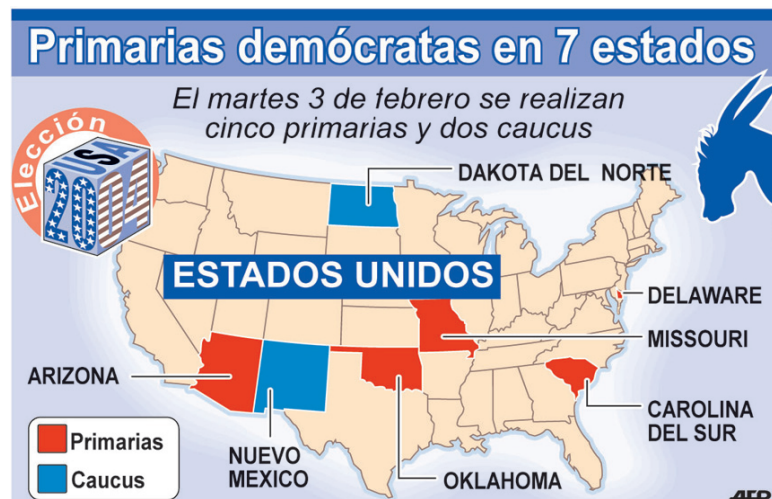 Primarias demócratas en 7 estados
El martes 3 de febrero se realizan
cinco primarias y dos caucus
Elección
USA
2004
DAKOTA DEL NORTE
ESTADOS UNIDOS
DELAWARE
MISSOURI
ARIZONA
CAROLINA
DEL SUR
NUEVO
MEXICO
OKLAHOMA
Primarias
Caucus
AFP